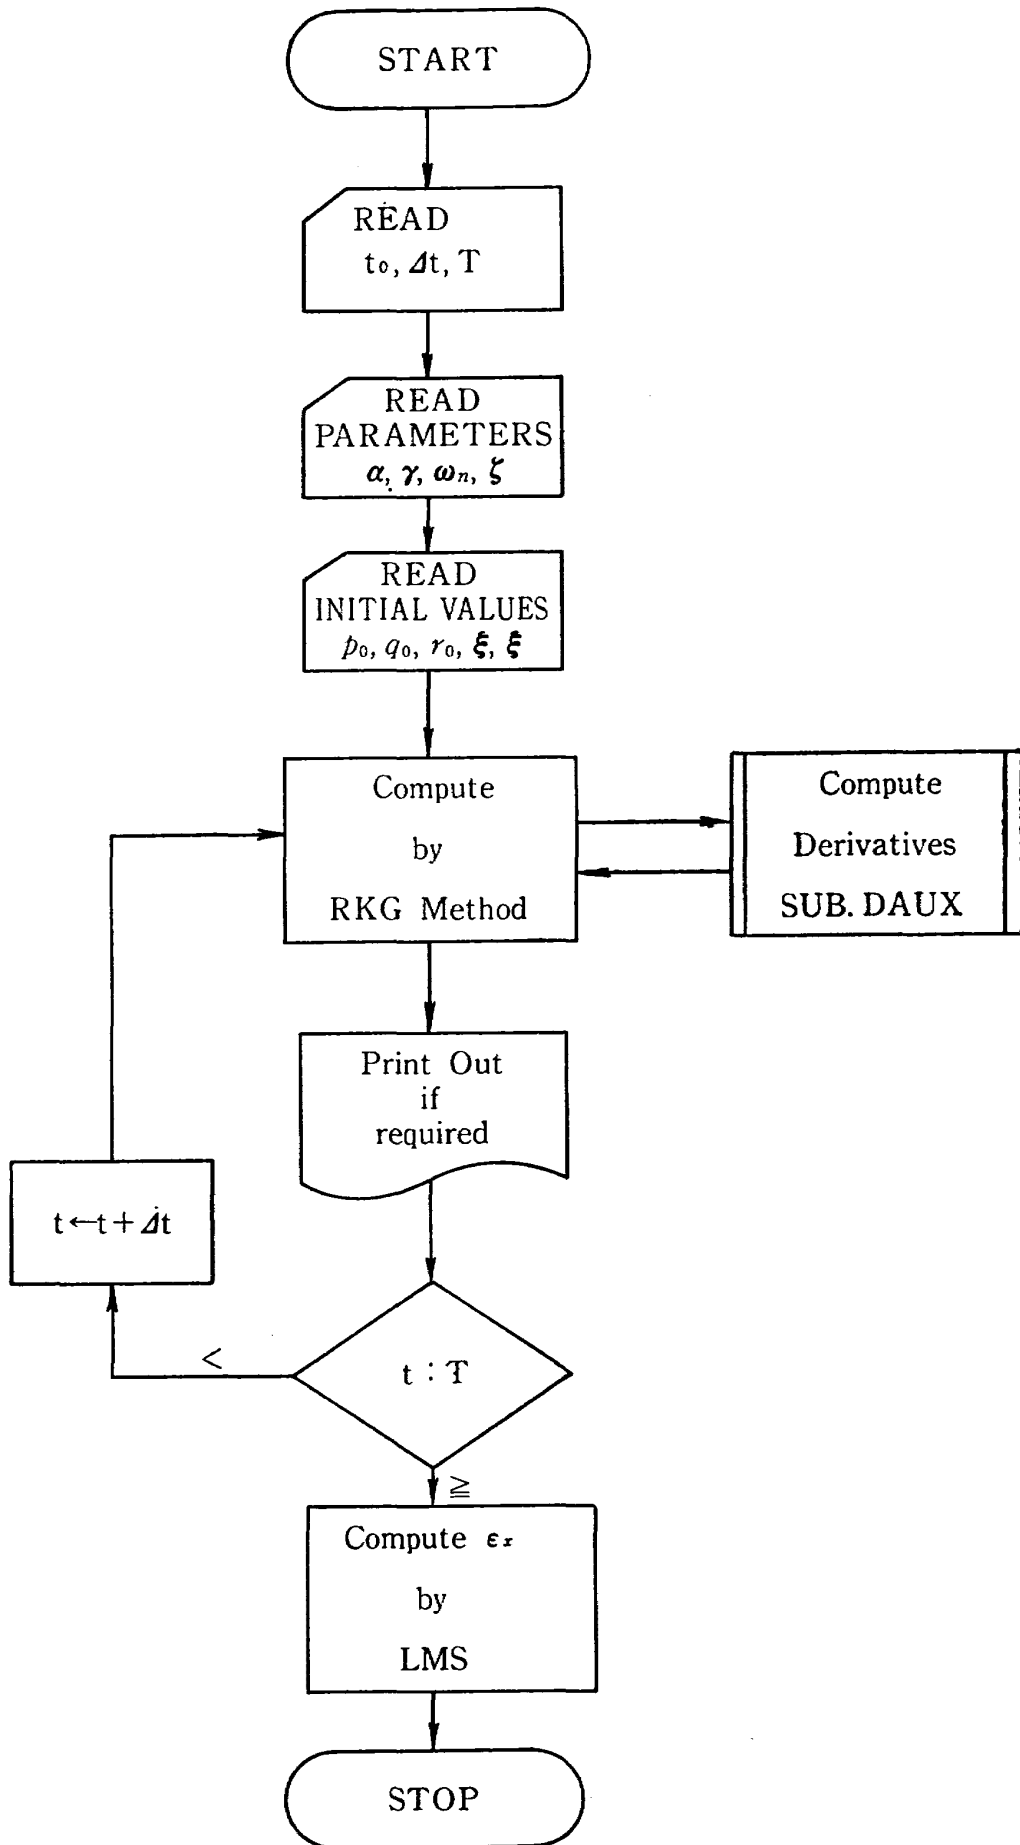 START
READ
t₀, Δt, T
READ
PARAMETERS
α, γ, ωₙ, ζ
READ
INITIAL VALUES
p₀, q₀, r₀, ξ, ξ
Compute
by
RKG Method
Compute
Derivatives
SUB. DAUX
Print Out
if
required
t←t+Δt
<
t : T
≧
Compute εₓ
by
LMS
STOP